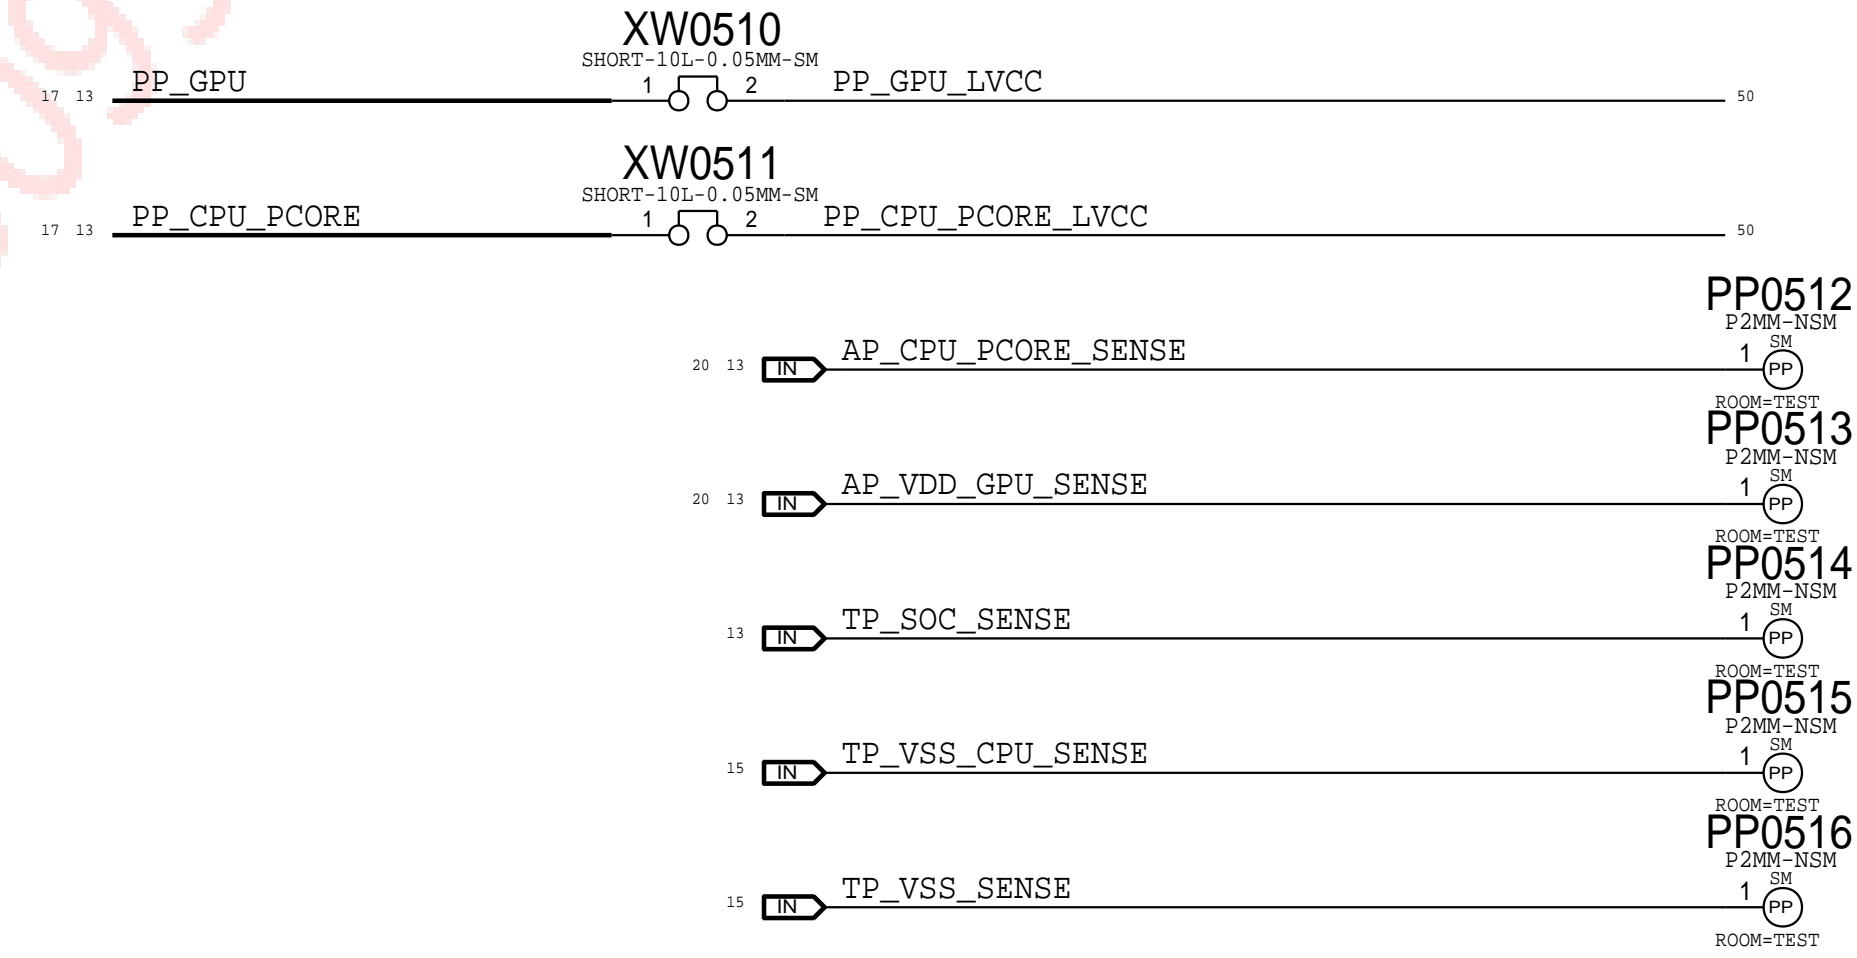 XW0510
SHORT-10L-0.05MM-SM
17 13 PP_GPU 1 2 PP_GPU_LVCC 50
XW0511
SHORT-10L-0.05MM-SM
17 13 PP_CPU_PCORE 1 2 PP_CPU_PCORE_LVCC 50
PP0512
P2MM-NSM
SM
20 13 IN AP_CPU_PCORE_SENSE 1 PP
ROOM=TEST
PP0513
P2MM-NSM
SM
20 13 IN AP_VDD_GPU_SENSE 1 PP
ROOM=TEST
PP0514
P2MM-NSM
SM
13 IN TP_SOC_SENSE 1 PP
ROOM=TEST
PP0515
P2MM-NSM
SM
15 IN TP_VSS_CPU_SENSE 1 PP
ROOM=TEST
PP0516
P2MM-NSM
SM
15 IN TP_VSS_SENSE 1 PP
ROOM=TEST